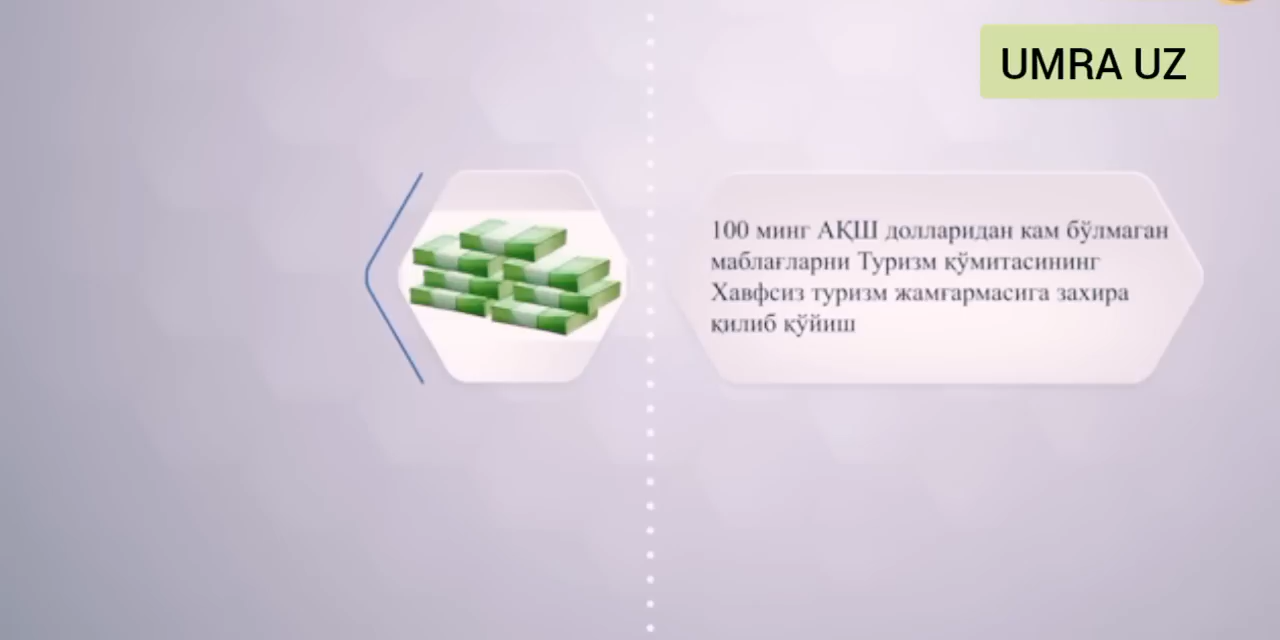 UMRA UZ
100 минг АҚШ долларидан кам бўлмаган
маблағларни Туризм қўмитасининг
Хавфсиз туризм жамғармасига захира
қилиб қўйиш